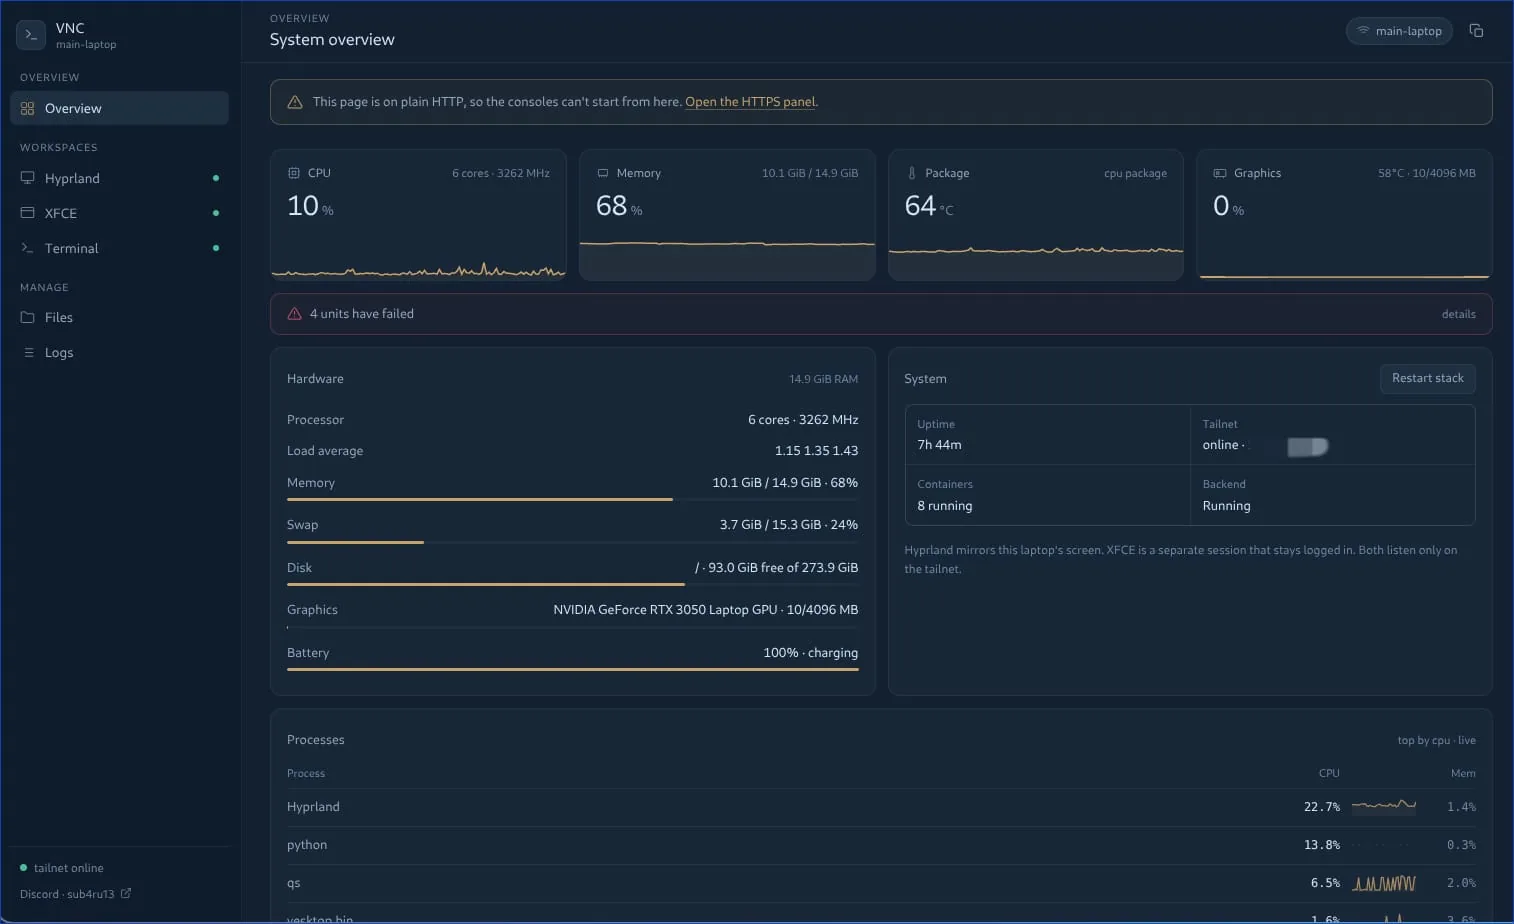 VNC
main-laptop
OVERVIEW
Overview
WORKSPACES
Hyprland
XFCE
Terminal
MANAGE
Files
Logs
tailnet online
Discord · sub4ru13
OVERVIEW
System overview
main-laptop
This page is on plain HTTP, so the consoles can't start from here. Open the HTTPS panel.
CPU
6 cores · 3262 MHz
10 %
Memory
10.1 GiB / 14.9 GiB
68 %
Package
cpu package
64 °C
Graphics
58°C · 10/4096 MB
0 %
4 units have failed
details
Hardware
14.9 GiB RAM
Processor
6 cores · 3262 MHz
Load average
1.15 1.35 1.43
Memory
10.1 GiB / 14.9 GiB · 68%
Swap
3.7 GiB / 15.3 GiB · 24%
Disk
/ · 93.0 GiB free of 273.9 GiB
Graphics
NVIDIA GeForce RTX 3050 Laptop GPU · 10/4096 MB
Battery
100% · charging
System
Restart stack
Uptime
7h 44m
Tailnet
online ·
Containers
8 running
Backend
Running
Hyprland mirrors this laptop's screen. XFCE is a separate session that stays logged in. Both listen only on
the tailnet.
Processes
top by cpu · live
Process
CPU
Mem
Hyprland
22.7%
1.4%
python
13.8%
0.3%
qs
6.5%
2.0%
vesktop.bin
1.6%
3.6%